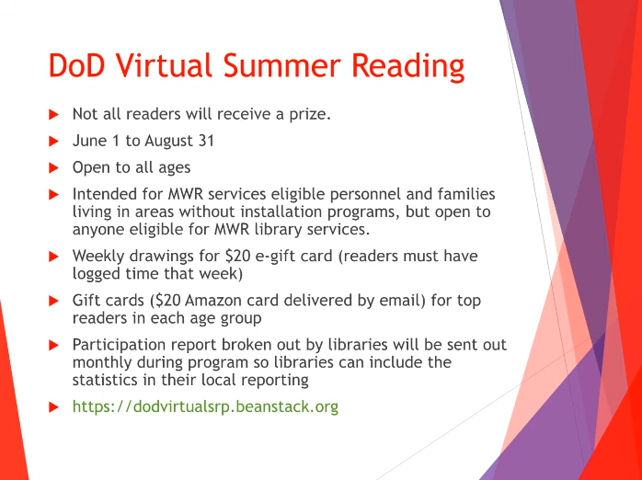 DoD Virtual Summer Reading
Not all readers will receive a prize.
June 1 to August 31
Open to all ages
Intended for MWR services eligible personnel and families
living in areas without installation programs, but open to
anyone eligible for MWR library services.
Weekly drawings for $20 e-gift card (readers must have
logged time that week)
Gift cards ($20 Amazon card delivered by email) for top
readers in each age group
Participation report broken out by libraries will be sent out
monthly during program so libraries can include the
statistics in their local reporting
https://dodvirtualsrp.beanstack.org